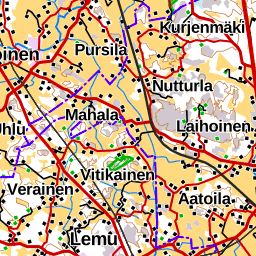 Kurjenmäki
Pursila
oinen
Nutturla
Mahala
Laihoinen
Uhlu
Vitikainen
Verainen
Aatoila
Lemu